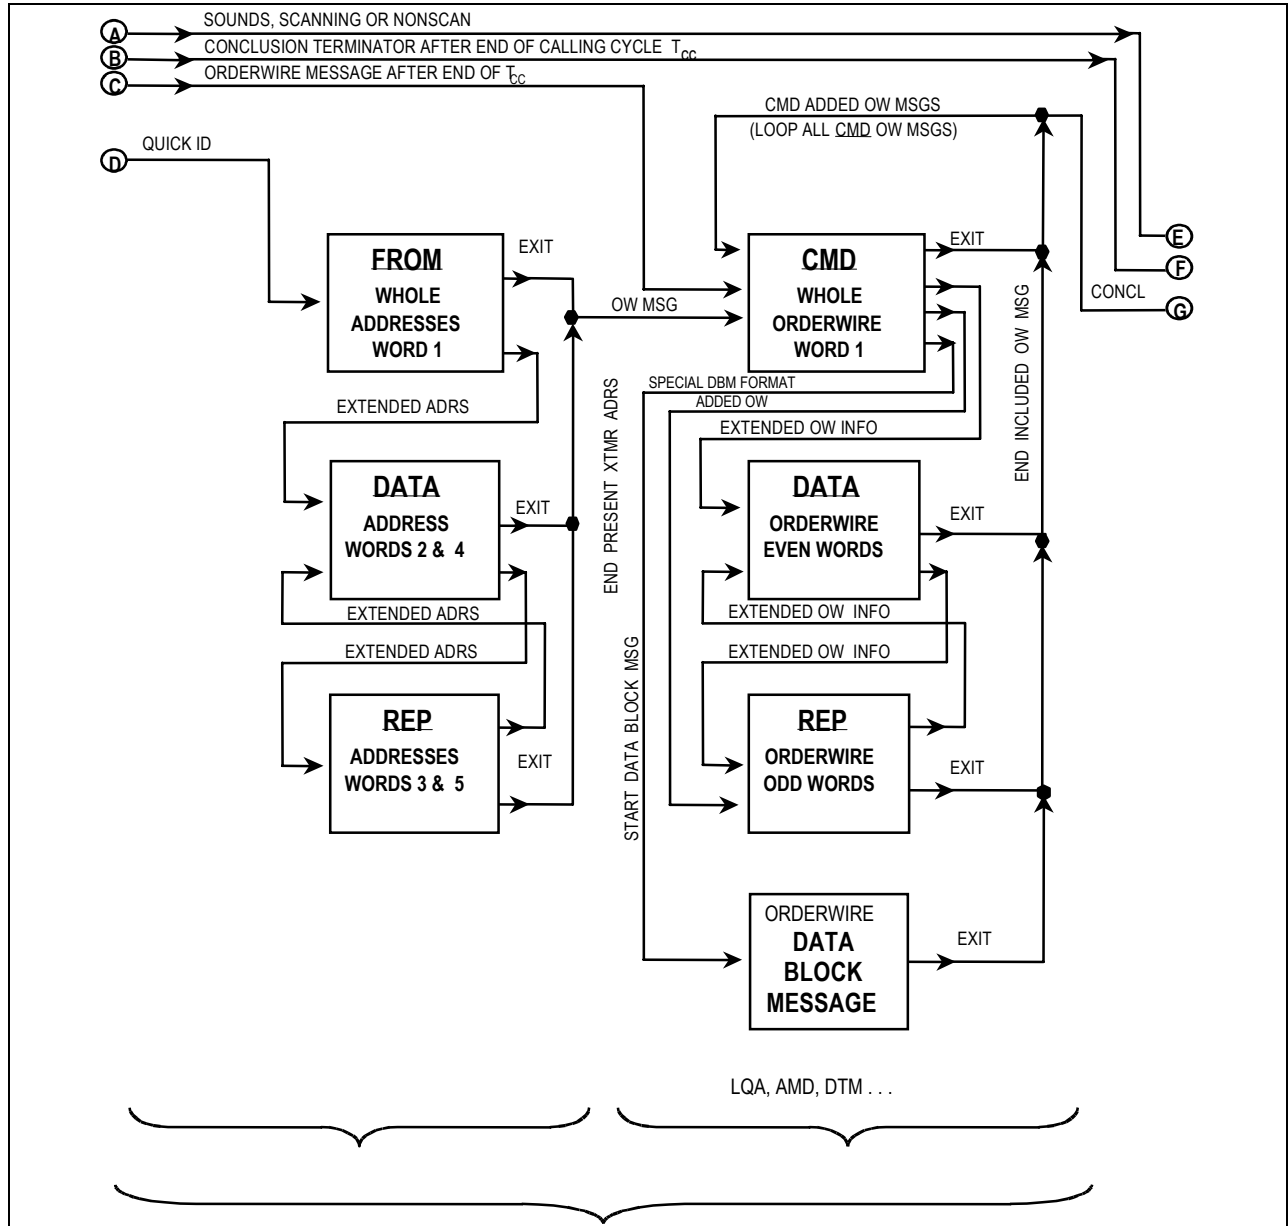 A
SOUNDS, SCANNING OR NONSCAN
B
CONCLUSION TERMINATOR AFTER END OF CALLING CYCLE TCC
C
ORDERWIRE MESSAGE AFTER END OF TCC
D
QUICK ID
CMD ADDED OW MSGS
(LOOP ALL CMD OW MSGS)
E
F
G
CONCL
FROM
WHOLE
ADDRESSES
WORD 1
EXIT
EXTENDED ADRS
OW MSG
CMD
WHOLE
ORDERWIRE
WORD 1
EXIT
SPECIAL DBM FORMAT
ADDED OW
EXTENDED OW INFO
END INCLUDED OW MSG
END PRESENT XTMR ADRS
START DATA BLOCK MSG
DATA
ADDRESS
WORDS 2 & 4
EXIT
EXTENDED ADRS
EXTENDED ADRS
DATA
ORDERWIRE
EVEN WORDS
EXIT
EXTENDED OW INFO
EXTENDED OW INFO
REP
ADDRESSES
WORDS 3 & 5
EXIT
REP
ORDERWIRE
ODD WORDS
EXIT
ORDERWIRE
DATA
BLOCK
MESSAGE
EXIT
LQA, AMD, DTM . . .